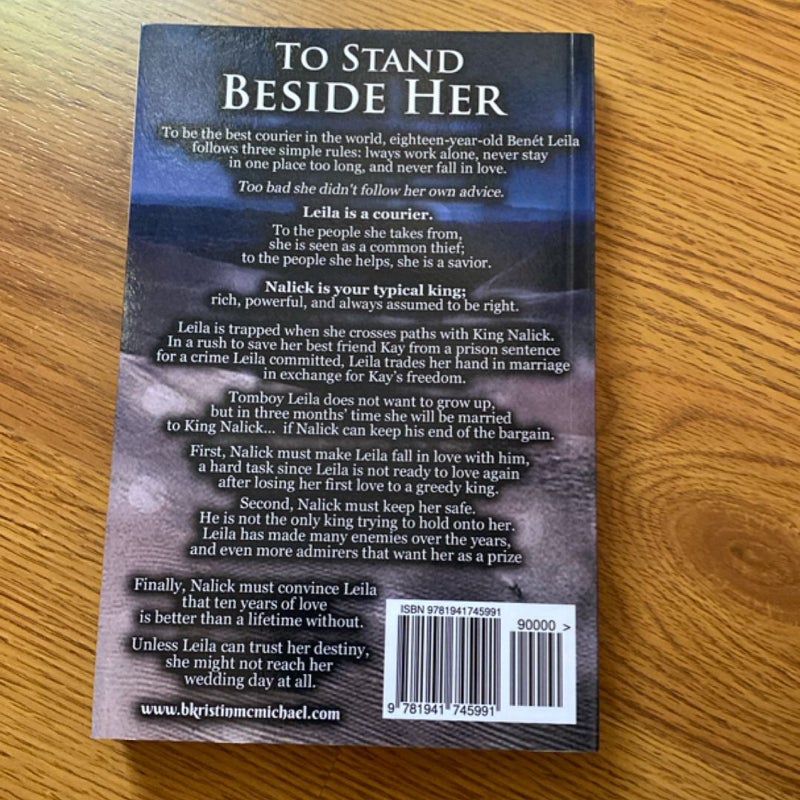 TO STAND
BESIDE HER
To be the best courier in the world, eighteen-year-old Benét Leila
follows three simple rules: lways work alone, never stay
in one place too long, and never fall in love.
Too bad she didn't follow her own advice.
Leila is a courier.
To the people she takes from,
she is seen as a common thief;
to the people she helps, she is a savior.
Nalick is your typical king;
rich, powerful, and always assumed to be right.
Leila is trapped when she crosses paths with King Nalick.
In a rush to save her best friend Kay from a prison sentence
for a crime Leila committed, Leila trades her hand in marriage
in exchange for Kay's freedom.
Tomboy Leila does not want to grow up,
but in three months' time she will be married
to King Nalick... if Nalick can keep his end of the bargain.
First, Nalick must make Leila fall in love with him,
a hard task since Leila is not ready to love again
after losing her first love to a greedy king.
Second, Nalick must keep her safe.
He is not the only king trying to hold onto her.
Leila has made many enemies over the years,
and even more admirers that want her as a prize
Finally, Nalick must convince Leila
that ten years of love
is better than a lifetime without.
Unless Leila can trust her destiny,
she might not reach her
wedding day at all.
www.bkristinmcmichael.com
ISBN 9781941745991
90000 >
9 781941 745991